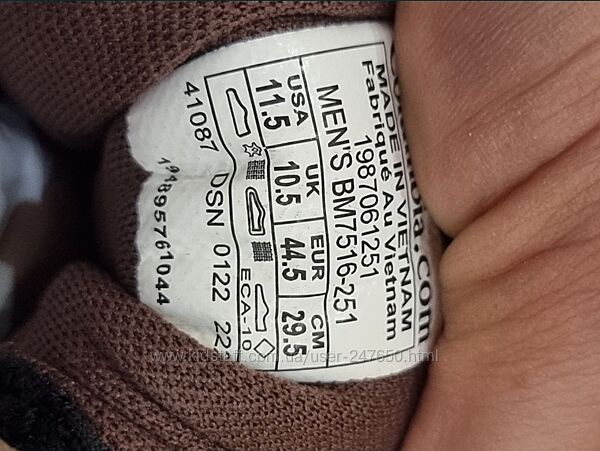 Columbia.com
MADE IN VIETNAM
Fabriqué Au Vietnam
1987061251
MEN'S BM7516-251
USA UK EUR CM
11.5 10.5 44.5 29.5
ECA-10
41087 DSN 0122 22
www.kidstaff.com.ua/user-247650.html